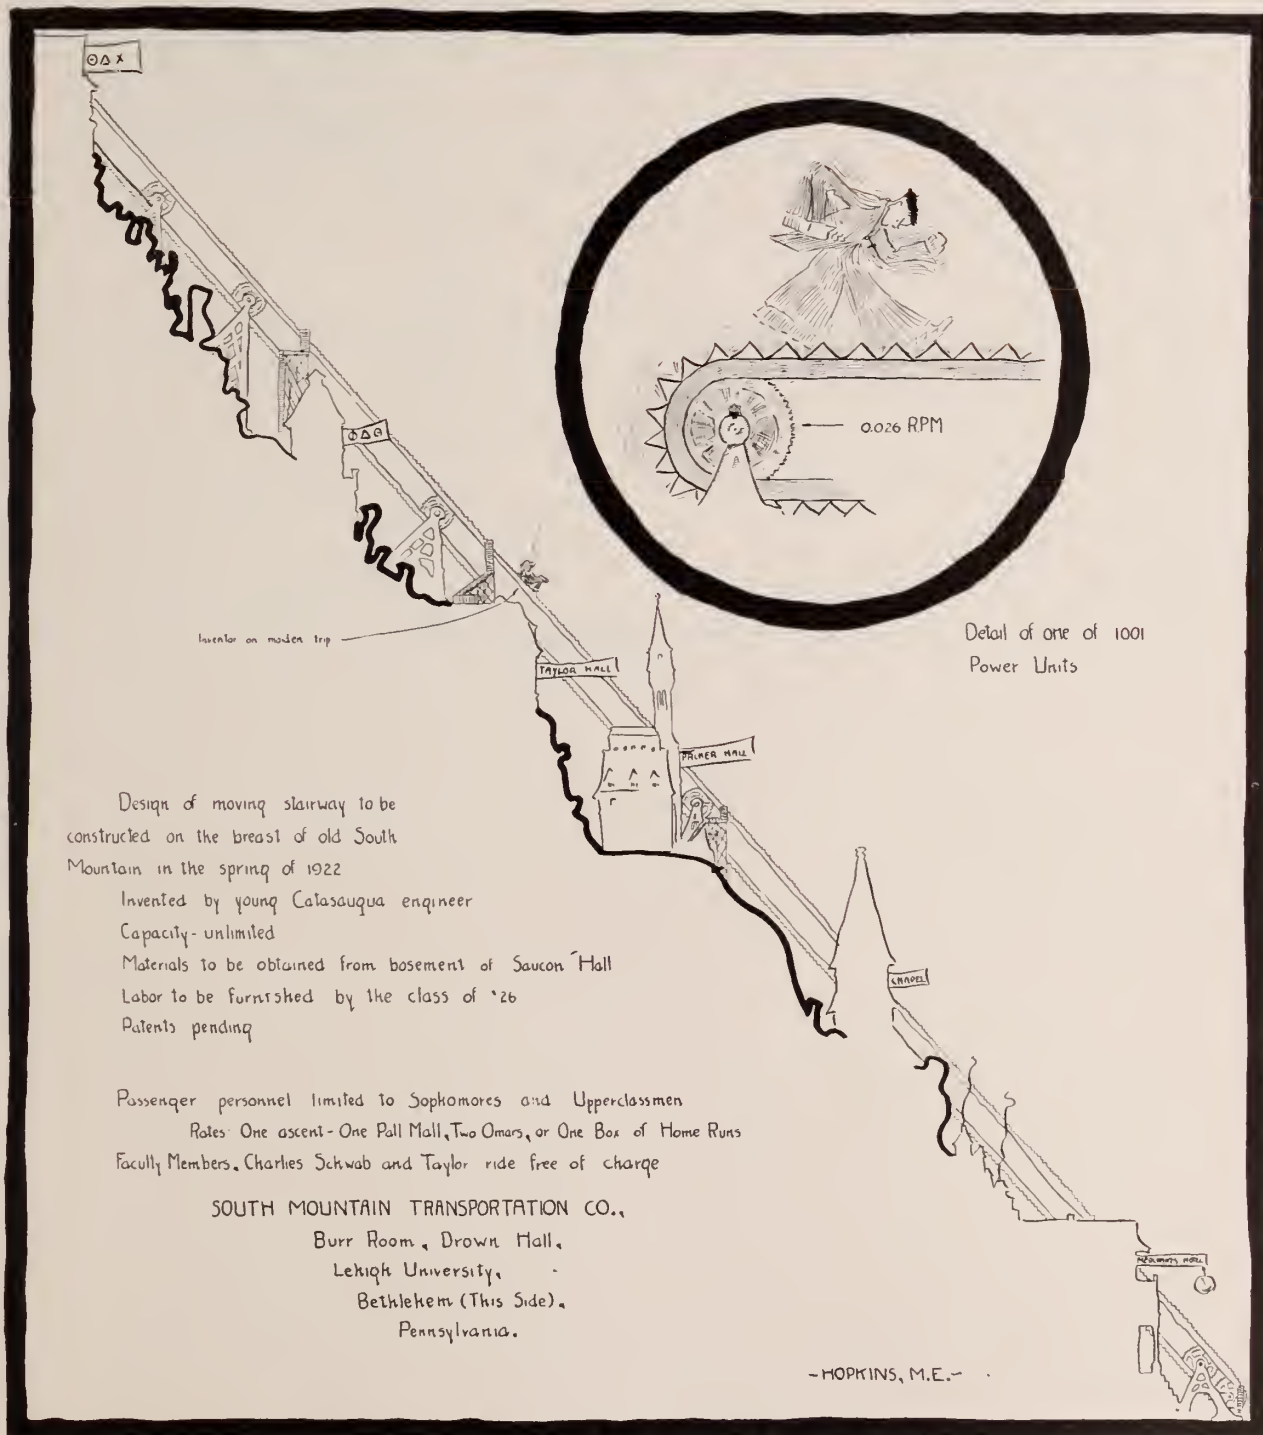 ΘΔΧ
0.026 RPM
ΦΔΘ
Inventor on maiden trip
Detail of one of 1001
Power Units
TAYLOR HALL
PACKER HALL
Design of moving stairway to be
constructed on the breast of old South
Mountain in the spring of 1922
Invented by young Catasauqua engineer
Capacity - unlimited
Materials to be obtained from bosement of Saucon Hall
Labor to be furnished by the class of '26
Patents pending
CHAPEL
Passenger personnel limited to Sophomores and Upperclassmen
Rates One ascent - One Pall Mall, Two Omars, or One Box of Home Runs
Faculty Members, Charlies Schwab and Taylor ride free of charge
SOUTH MOUNTAIN TRANSPORTATION CO.,
Burr Room, Drown Hall,
Lehigh University,
Bethlehem (This Side),
Pennsylvania.
HOTEL
-HOPKINS, M.E.-